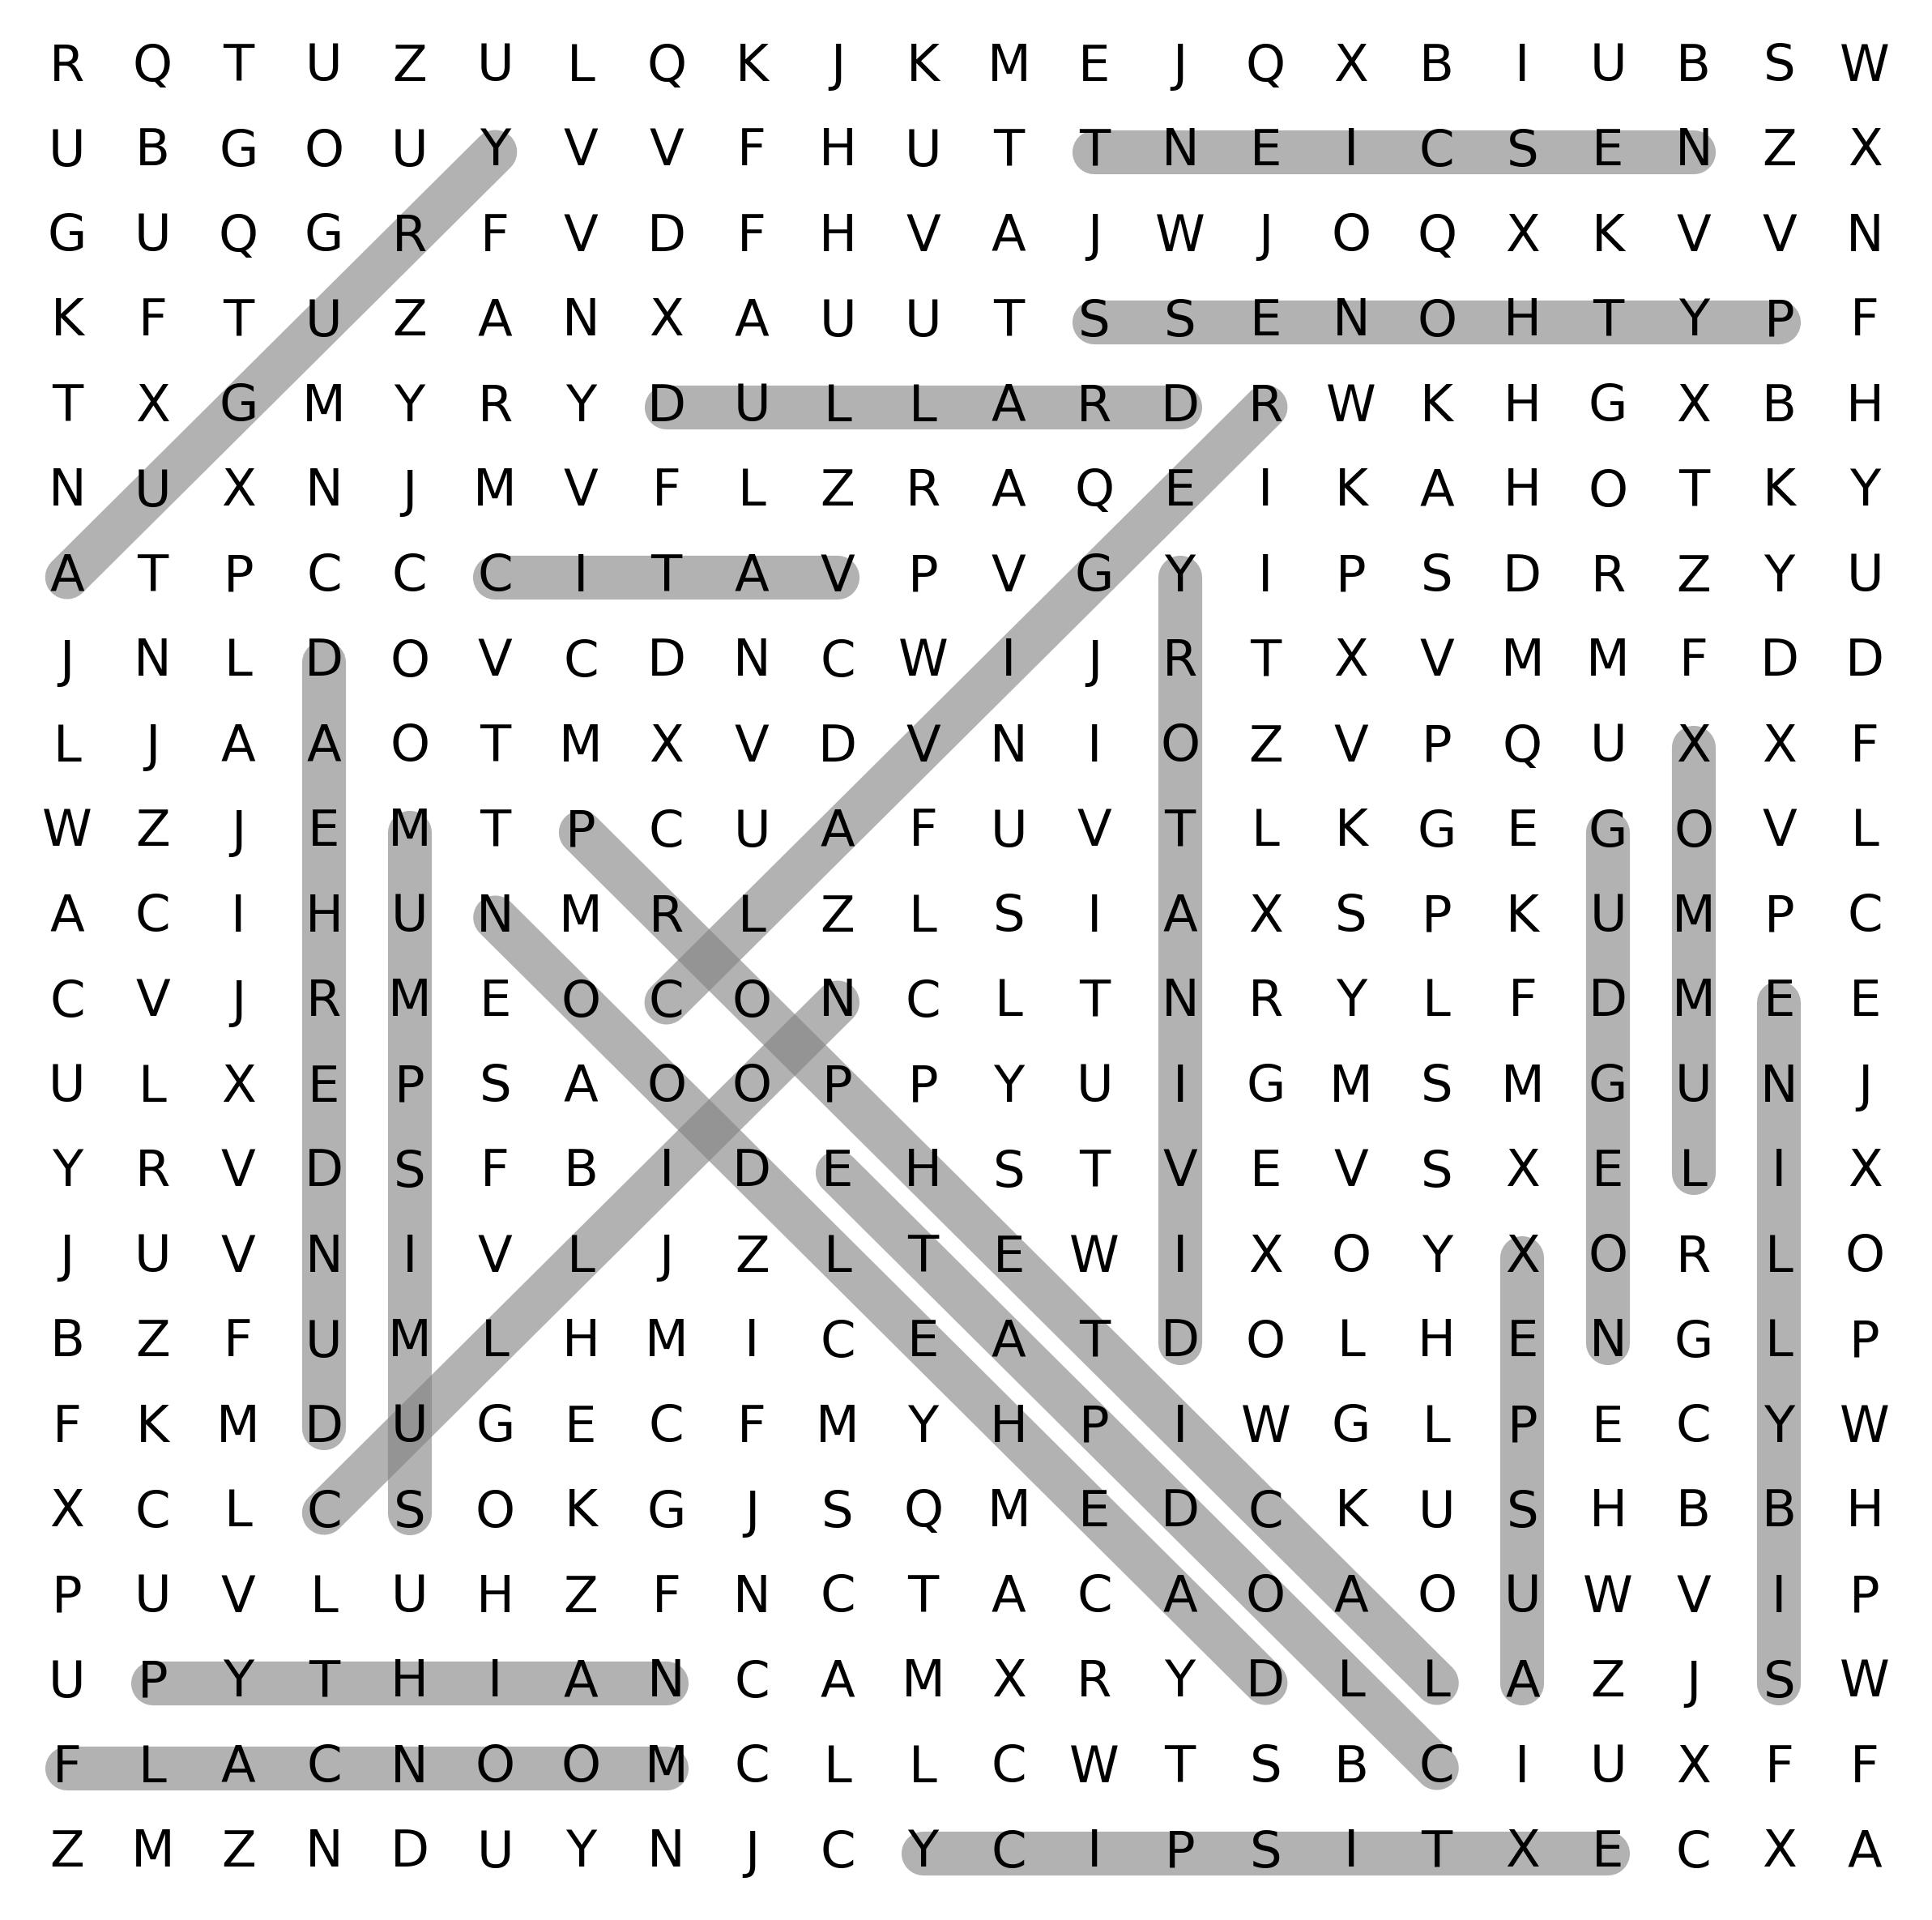 R Q T U Z U L Q K J K M E J Q X B I U B S W
U B G O U Y V V F H U T T N E I C S E N Z X
G U Q G R F V D F H V A J W J O Q X K V V N
K F T U Z A N X A U U T S S E N O H T Y P F
T X G M Y R Y D U L L A R D R W K H G X B H
N U X N J M V F L Z R A Q E I K A H O T K Y
A T P C C C I T A V P V G Y I P S D R Z Y U
J N L D O V C D N C W I J R T X V M M F D D
L J A A O T M X V D V N I O Z V P Q U X X F
W Z J E M T P C U A F U V T L K G E G O V L
A C I H U N M R L Z L S I A X S P K U M P C
C V J R M E O C O N C L T N R Y L F D M E E
U L X E P S A O O P P Y U I G M S M G U N J
Y R V D S F B I D E H S T V E V S X E L I X
J U V N I V L J Z L T E W I X O Y X O R L O
B Z F U M L H M I C E A T D O L H E N G L P
F K M D U G E C F M Y H P I W G L P E C Y W
X C L C S O K G J S Q M E D C K U S H B B H
P U V L U H Z F N C T A C A O A O U W V I P
U P Y T H I A N C A M X R Y D L L A Z J S W
F L A C N O O M C L L C W T S B C I U X F F
Z M Z N D U Y N J C Y C I P S I T X E C X A